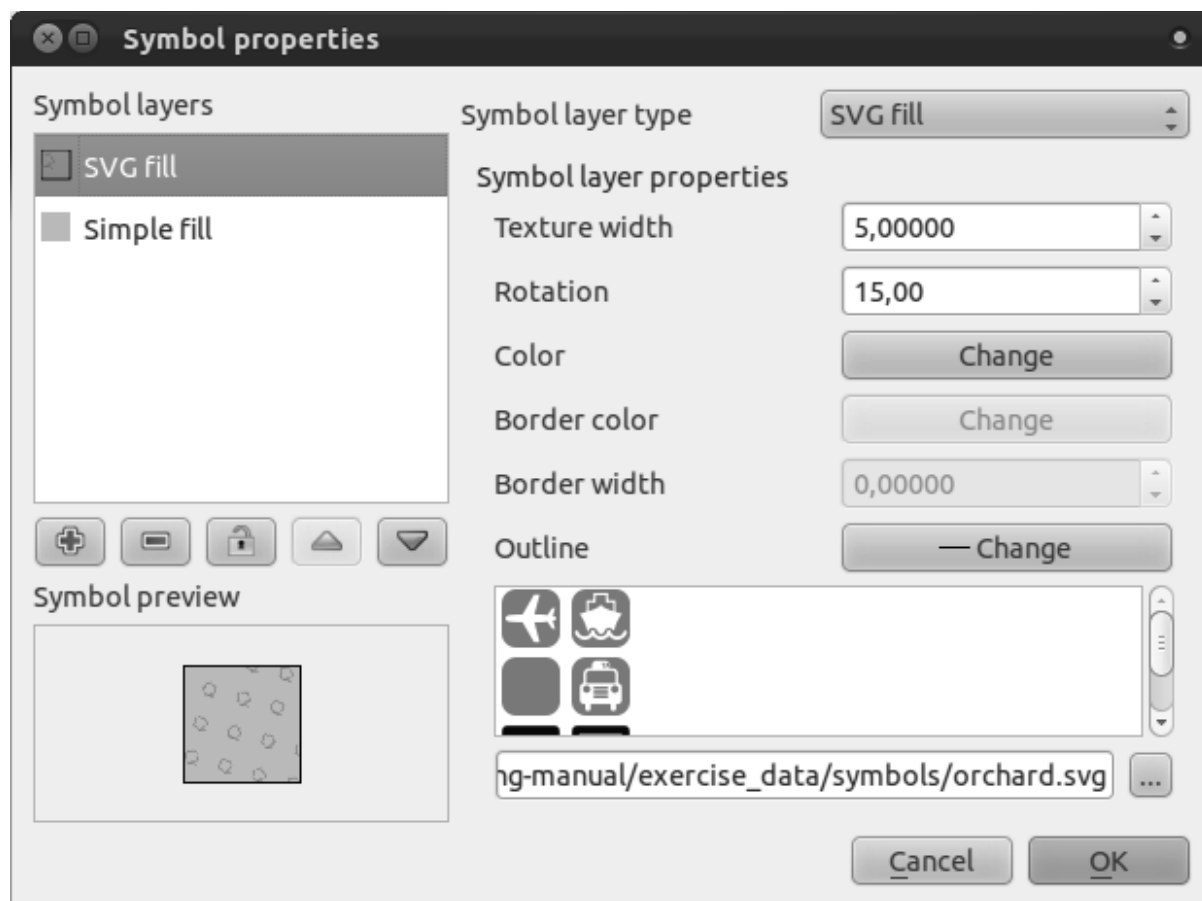 Symbol properties
Symbol layers
SVG fill
Simple fill
Symbol preview
Symbol layer type
SVG fill
Symbol layer properties
Texture width
5,00000
Rotation
15,00
Color
Change
Border color
Change
Border width
0,00000
Outline
Change
ng-manual/exercise_data/symbols/orchard.svg
...
Cancel
OK